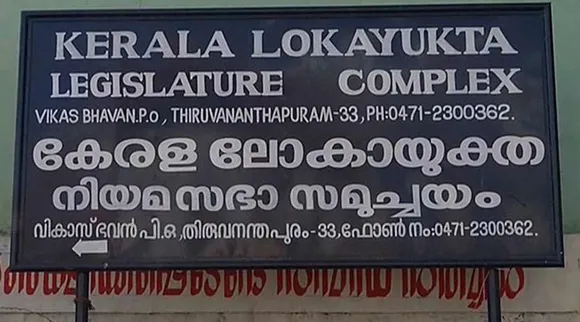 KERALA LOKAYUKTA
LEGISLATURE COMPLEX
VIKAS BHAVAN.P.o , THIRUVANANTHAPURAM-33, PH:0471-2300362.
കേരള ലോകായുക്ത
നിയമസഭാ സമുച്ചയം
വികാസ് ഭവൻ പി.ഒ ,തിരുവനന്തപുരം-33,ഫോൺ നം:0471-2300362.